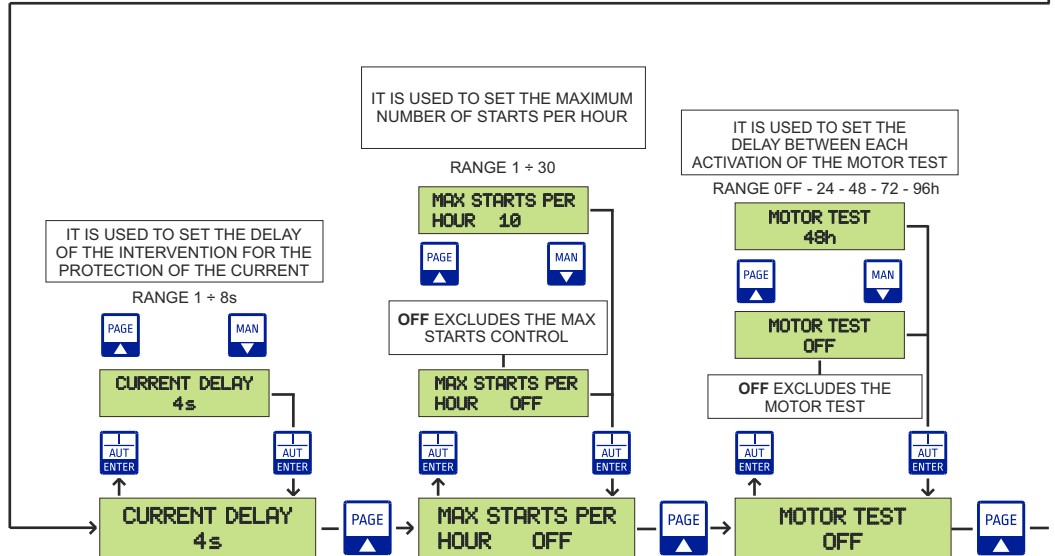 IT IS USED TO SET THE DELAY
OF THE INTERVENTION FOR THE
PROTECTION OF THE CURRENT
RANGE 1 ÷ 8s
PAGE
MAN
CURRENT DELAY
4s
AUT
ENTER
AUT
ENTER
CURRENT DELAY
4s
PAGE
IT IS USED TO SET THE MAXIMUM
NUMBER OF STARTS PER HOUR
RANGE 1 ÷ 30
MAX STARTS PER
HOUR 10
PAGE
MAN
OFF EXCLUDES THE MAX
STARTS CONTROL
MAX STARTS PER
HOUR OFF
AUT
ENTER
AUT
ENTER
MAX STARTS PER
HOUR OFF
PAGE
IT IS USED TO SET THE
DELAY BETWEEN EACH
ACTIVATION OF THE MOTOR TEST
RANGE 0FF - 24 - 48 - 72 - 96h
MOTOR TEST
48h
PAGE
MAN
MOTOR TEST
OFF
OFF EXCLUDES THE
MOTOR TEST
AUT
ENTER
AUT
ENTER
MOTOR TEST
OFF
PAGE